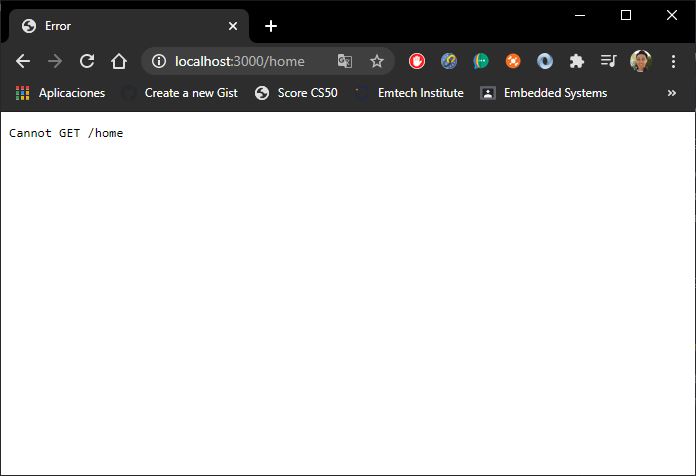 Error
localhost:3000/home
Aplicaciones Create a new Gist Score CS50 Emtech Institute Embedded Systems
Cannot GET /home